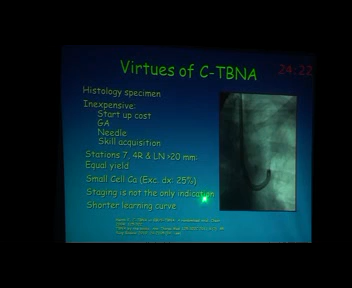 Virtues of C-TBNA
24:22
Histology specimen
Inexpensive:
Start up cost
GA
Needle
Skill acquisition
Stations 7, 4R & LN >20 mm:
Equal yield
Small Cell Ca (Exc. dx: 25%)
Staging is not the only indication
Shorter learning curve